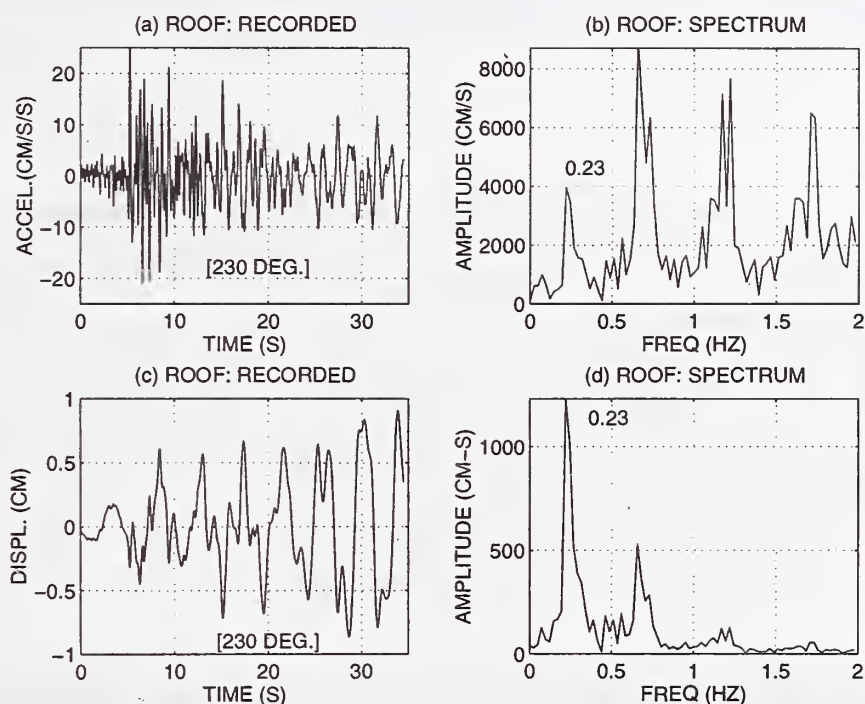 (a) ROOF: RECORDED
ACCEL.(CM/S/S)
20
10
0
−10
−20
[230 DEG.]
0 10 20 30
TIME (S)
(b) ROOF: SPECTRUM
AMPLITUDE (CM/S)
8000
6000
4000
2000
0
0.23
0 0.5 1 1.5 2
FREQ (HZ)
(c) ROOF: RECORDED
DISPL. (CM)
1
0.5
0
−0.5
−1
[230 DEG.]
0 10 20 30
TIME (S)
(d) ROOF: SPECTRUM
AMPLITUDE (CM−S)
1000
500
0
0.23
0 0.5 1 1.5 2
FREQ (HZ)